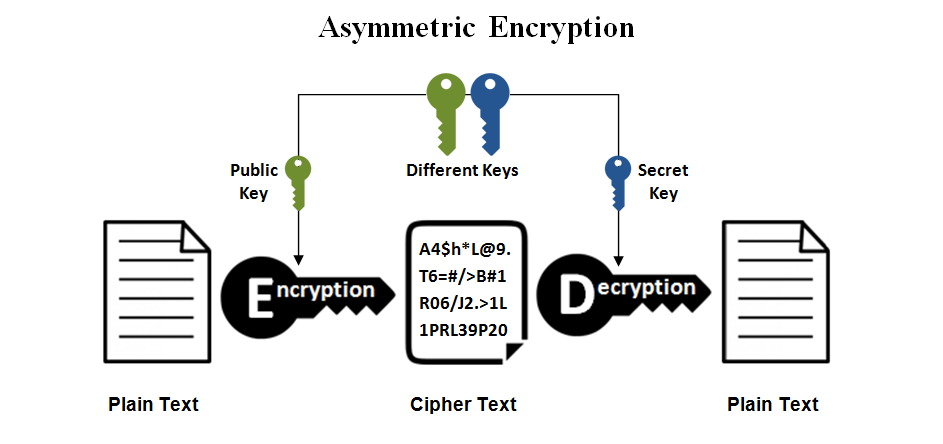 Asymmetric Encryption
Public
Key
Different Keys
Secret
Key
Encryption
A4$h*L@9.
T6=#/>B#1
R06/J2.>1L
1PRL39P20
Decryption
Plain Text
Cipher Text
Plain Text